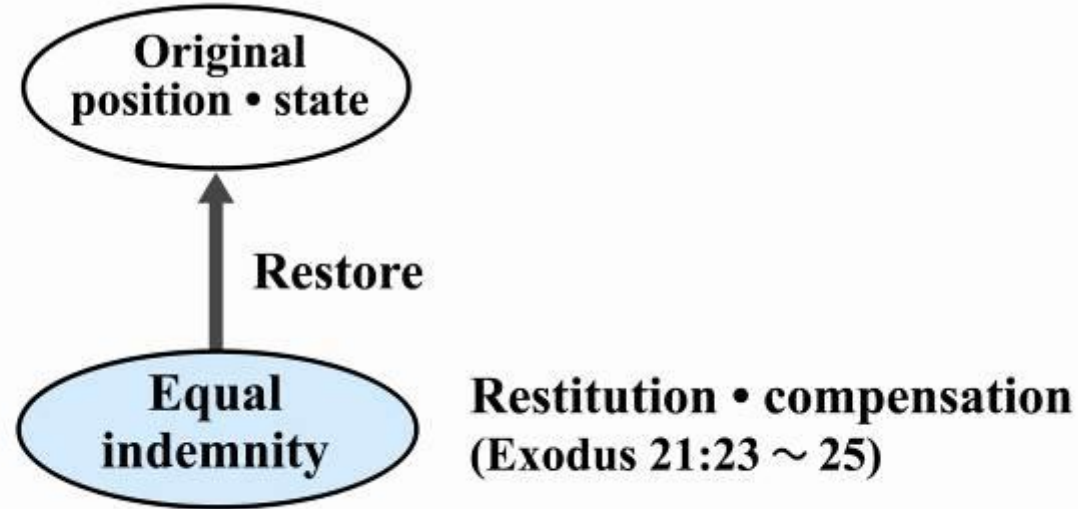 Original
position • state
Restore
Equal
indemnity
Restitution • compensation
(Exodus 21:23 ～ 25)